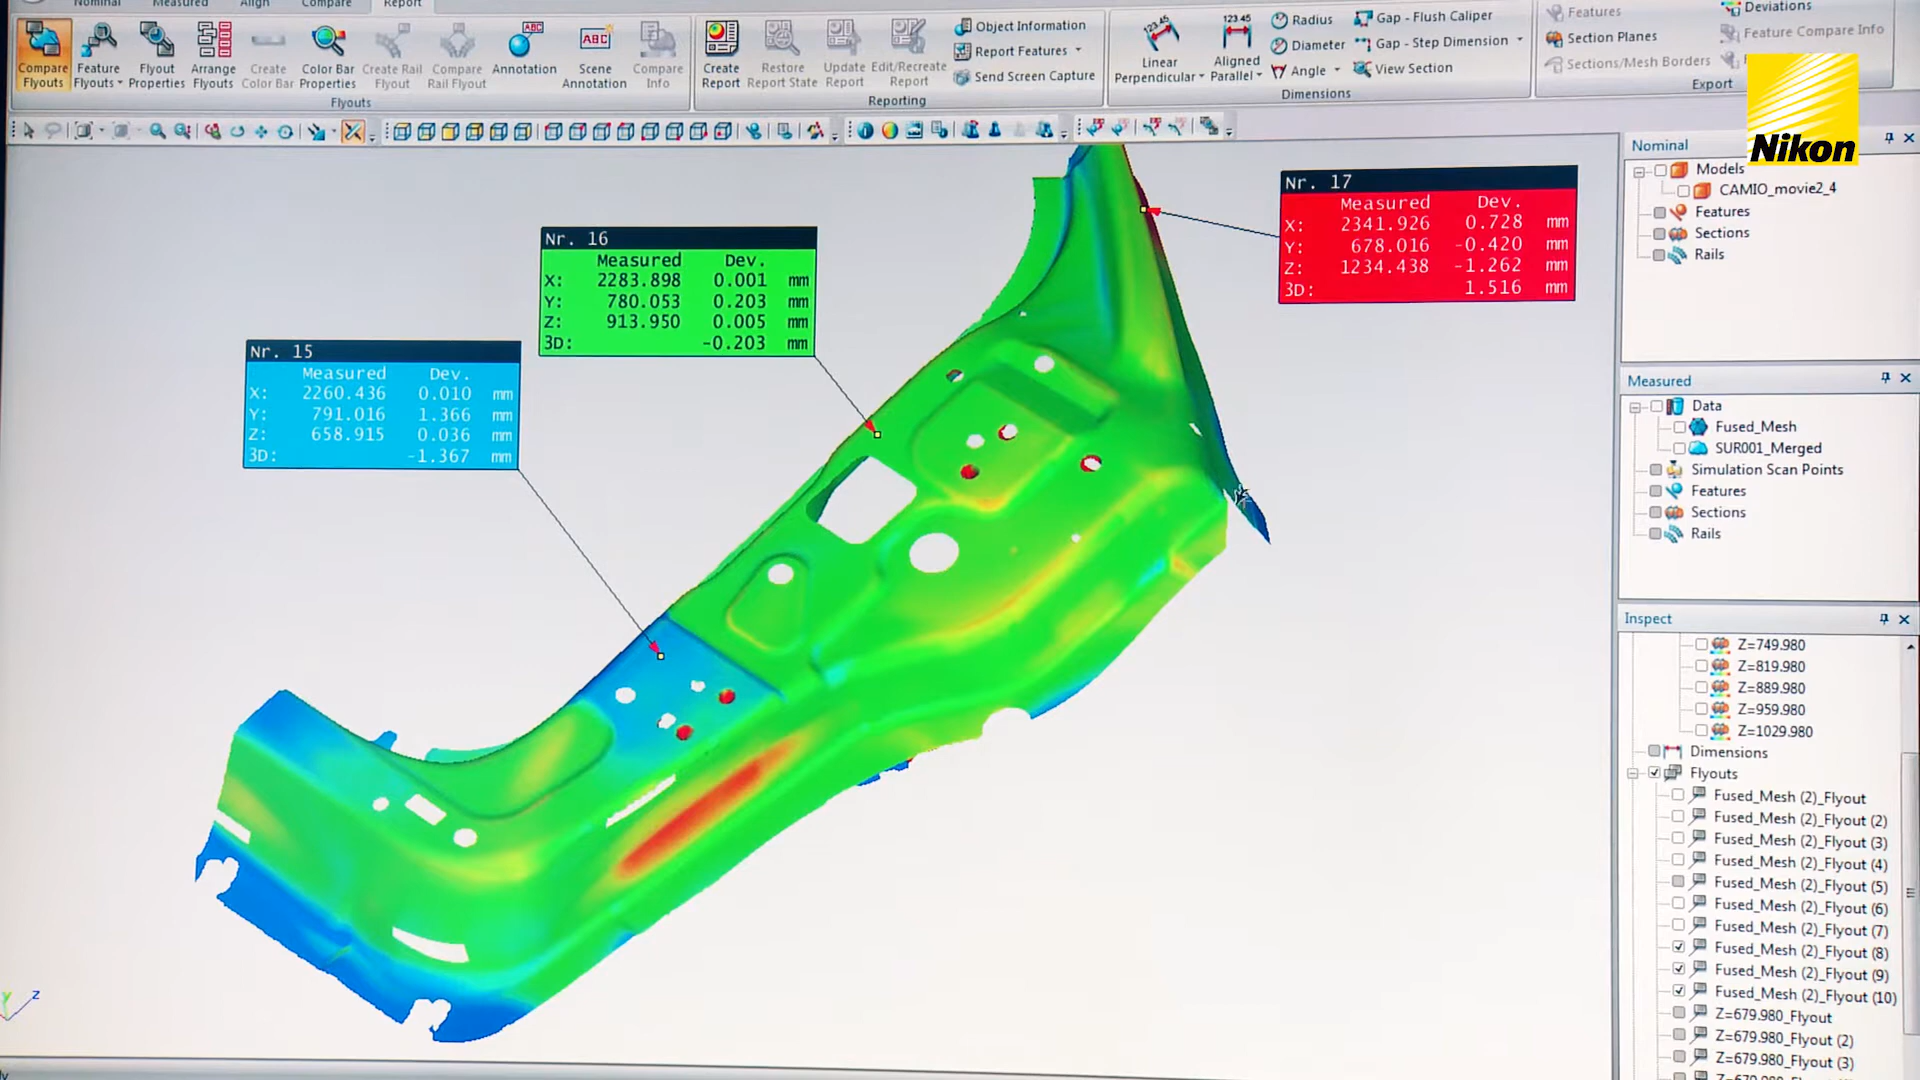 Nominal Measured Align Compare Report
Compare Flyouts
Feature Flyouts
Flyout Properties
Arrange Flyouts
Create Color Bar
Color Bar Properties
Create Rail Flyout
Compare Rail Flyout
Annotation
Scene Annotation
Compare Info
Flyouts
Create Report
Restore Report State
Update Report
Edit/Recreate Report
Object Information
Report Features
Send Screen Capture
Reporting
Linear Perpendicular
Aligned Parallel
Radius
Diameter
Angle
Gap - Flush Caliper
Gap - Step Dimension
View Section
Dimensions
Features
Section Planes
Sections/Mesh Borders
Deviations
Feature Compare Info
Export
Nikon
Nr. 15
Measured Dev.
X: 2260.436 0.010 mm
Y: 791.016 1.366 mm
Z: 658.915 0.036 mm
3D: -1.367 mm
Nr. 16
Measured Dev.
X: 2283.898 0.001 mm
Y: 780.053 0.203 mm
Z: 913.950 0.005 mm
3D: -0.203 mm
Nr. 17
Measured Dev.
X: 2341.926 0.728 mm
Y: 678.016 -0.420 mm
Z: 1234.438 -1.262 mm
3D: 1.516 mm
Nominal
Models
CAMIO_movie2_4
Features
Sections
Rails
Measured
Data
Fused_Mesh
SUR001_Merged
Simulation Scan Points
Features
Sections
Rails
Inspect
Z=749.980
Z=819.980
Z=889.980
Z=959.980
Z=1029.980
Dimensions
Flyouts
Fused_Mesh (2)_Flyout
Fused_Mesh (2)_Flyout (2)
Fused_Mesh (2)_Flyout (3)
Fused_Mesh (2)_Flyout (4)
Fused_Mesh (2)_Flyout (5)
Fused_Mesh (2)_Flyout (6)
Fused_Mesh (2)_Flyout (7)
Fused_Mesh (2)_Flyout (8)
Fused_Mesh (2)_Flyout (9)
Fused_Mesh (2)_Flyout (10)
Z=679.980_Flyout
Z=679.980_Flyout (2)
Z=679.980_Flyout (3)
Y Z